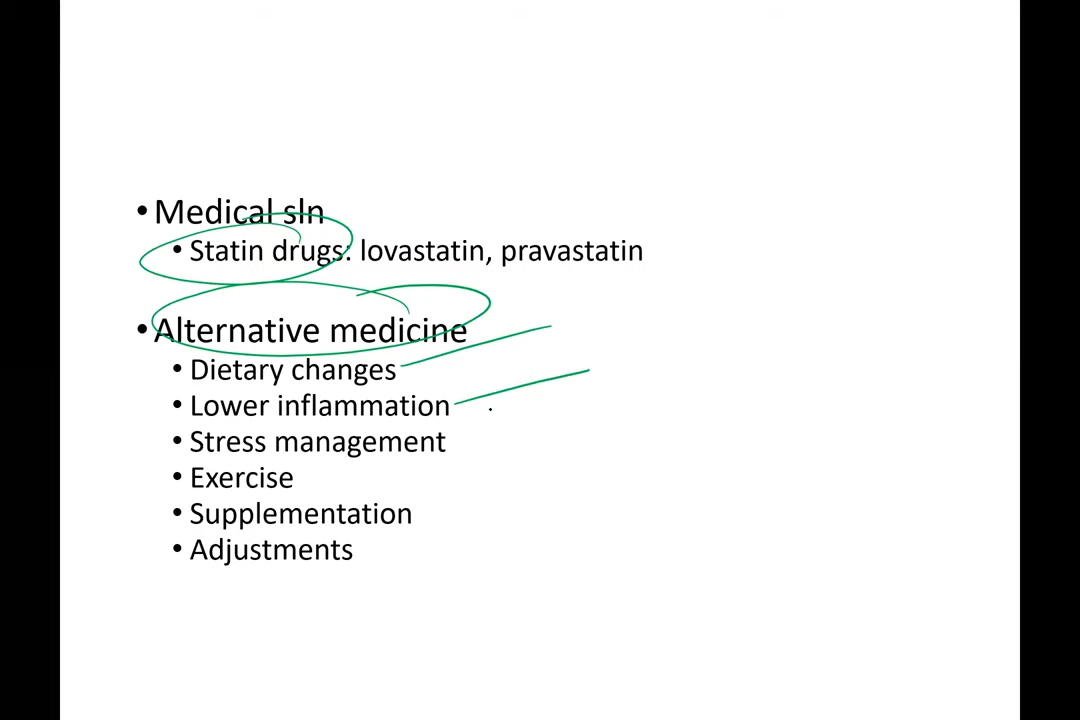 • Medical sln
• Statin drugs: lovastatin, pravastatin
• Alternative medicine
• Dietary changes
• Lower inflammation
• Stress management
• Exercise
• Supplementation
• Adjustments